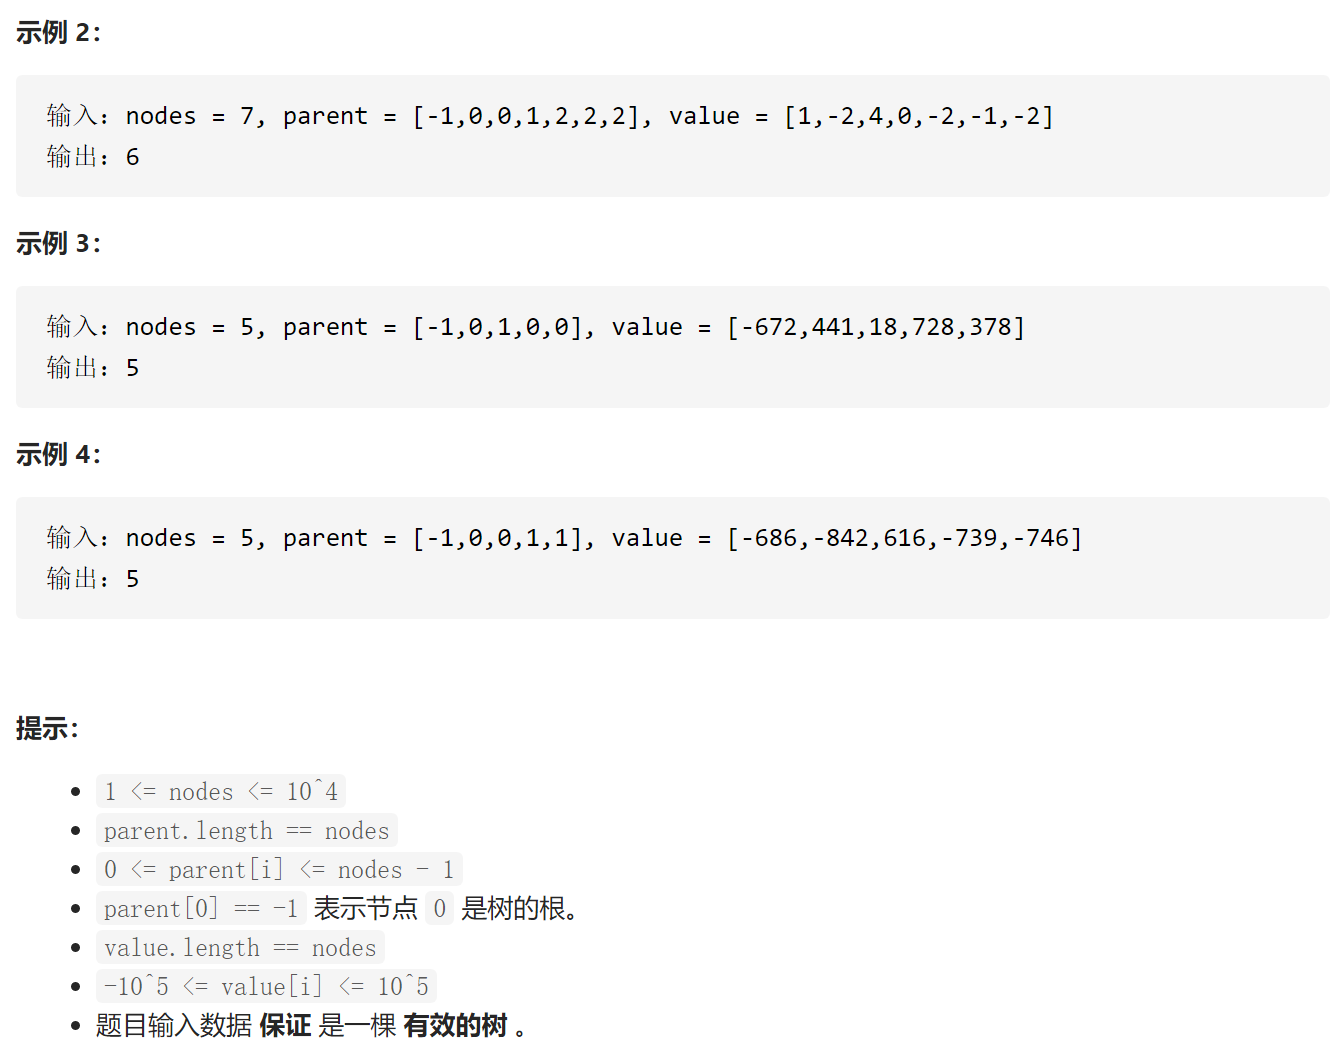 示例 2：
输入：nodes = 7, parent = [-1,0,0,1,2,2,2], value = [1,-2,4,0,-2,-1,-2]
输出：6
示例 3：
输入：nodes = 5, parent = [-1,0,1,0,0], value = [-672,441,18,728,378]
输出：5
示例 4：
输入：nodes = 5, parent = [-1,0,0,1,1], value = [-686,-842,616,-739,-746]
输出：5
提示：
• 1 <= nodes <= 10^4
• parent.length == nodes
• 0 <= parent[i] <= nodes - 1
• parent[0] == -1 表示节点 0 是树的根。
• value.length == nodes
• -10^5 <= value[i] <= 10^5
• 题目输入数据 保证 是一棵 有效的树 。